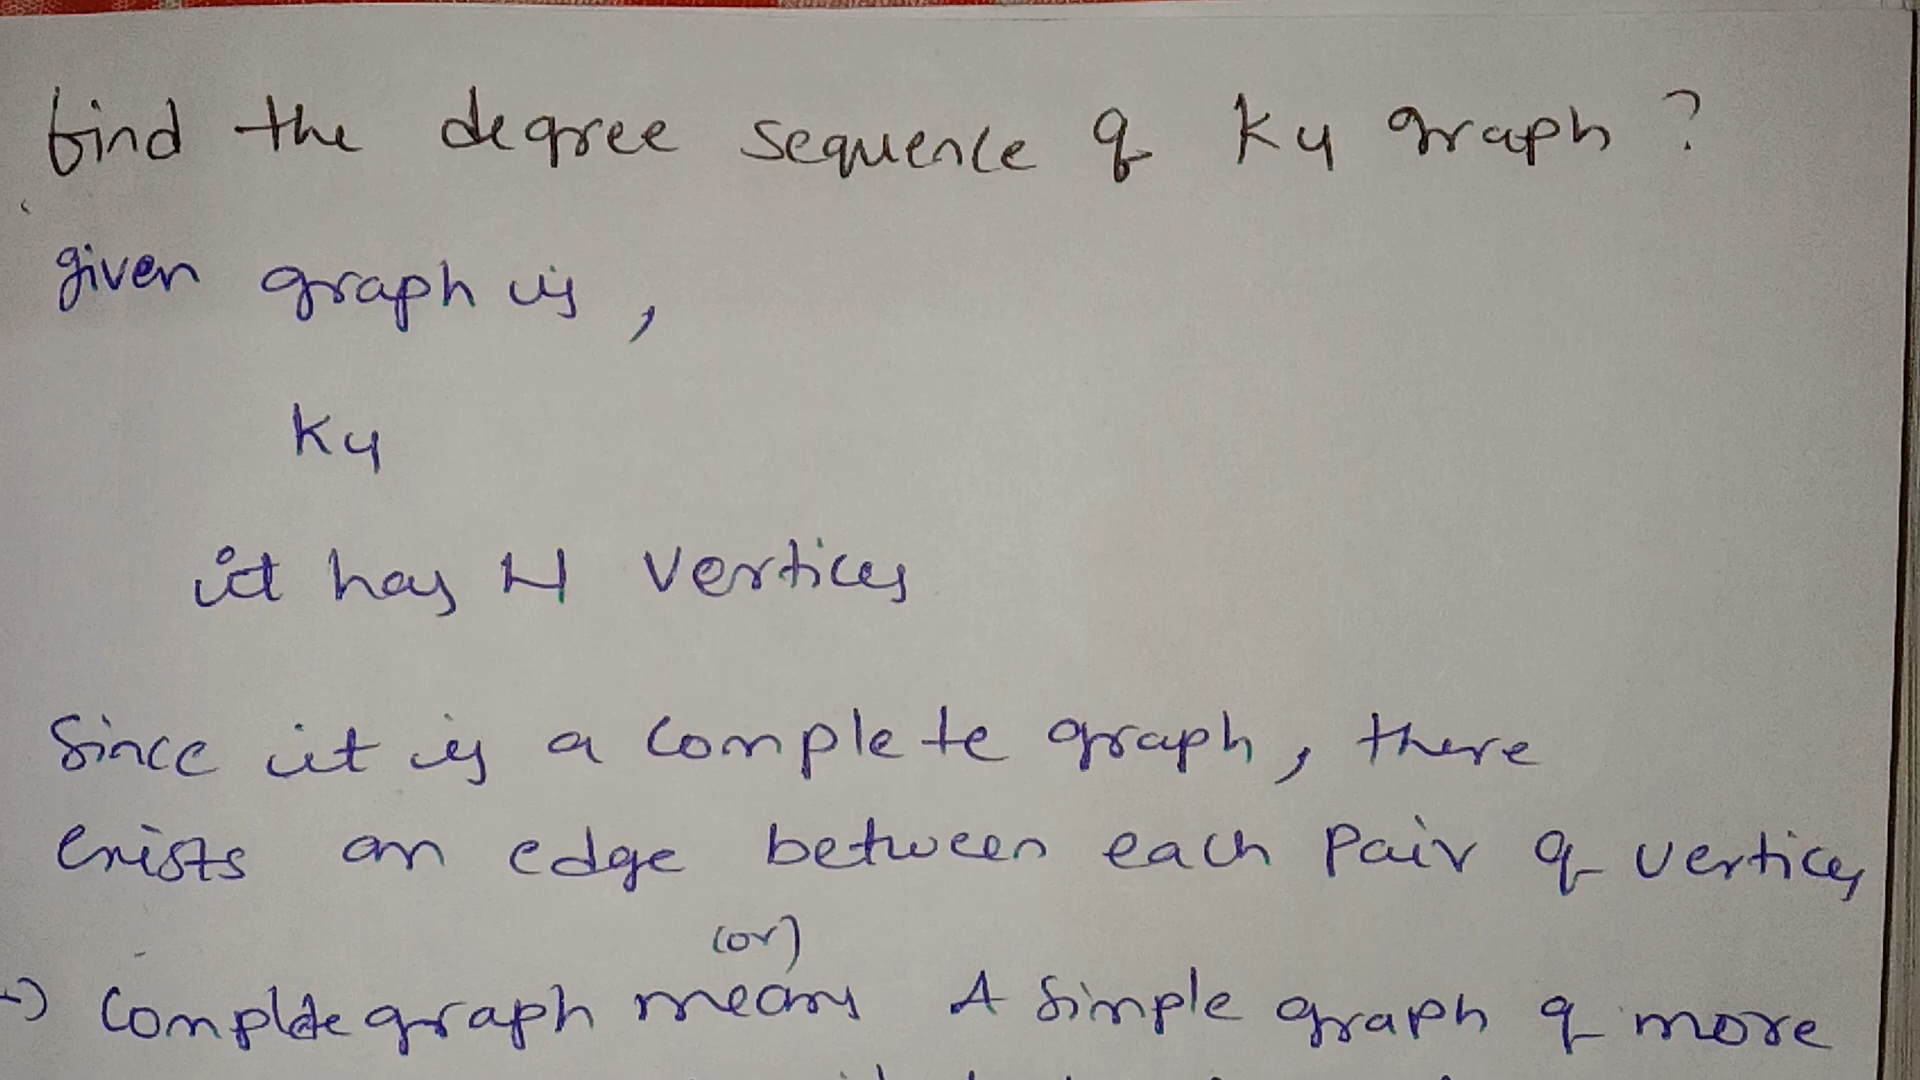 find the degree sequence of K4 graph ?
given graph is ,
K4
it has 4 vertices
Since it is a complete graph, there
exists an edge between each pair of vertices
(or)
→ Complete graph means A simple graph of more